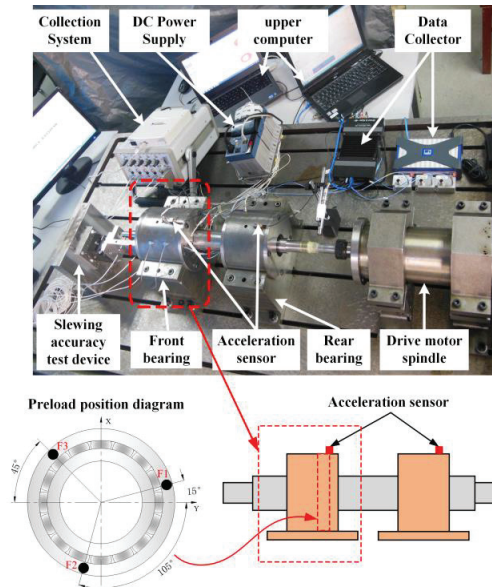 Collection
System
DC Power
Supply
upper
computer
Data
Collector
Slewing
accuracy
test device
Front
bearing
Acceleration
sensor
Rear
bearing
Drive motor
spindle
Preload position diagram
X
F3
45°
F1
15°
Y
F2
105°
Acceleration sensor